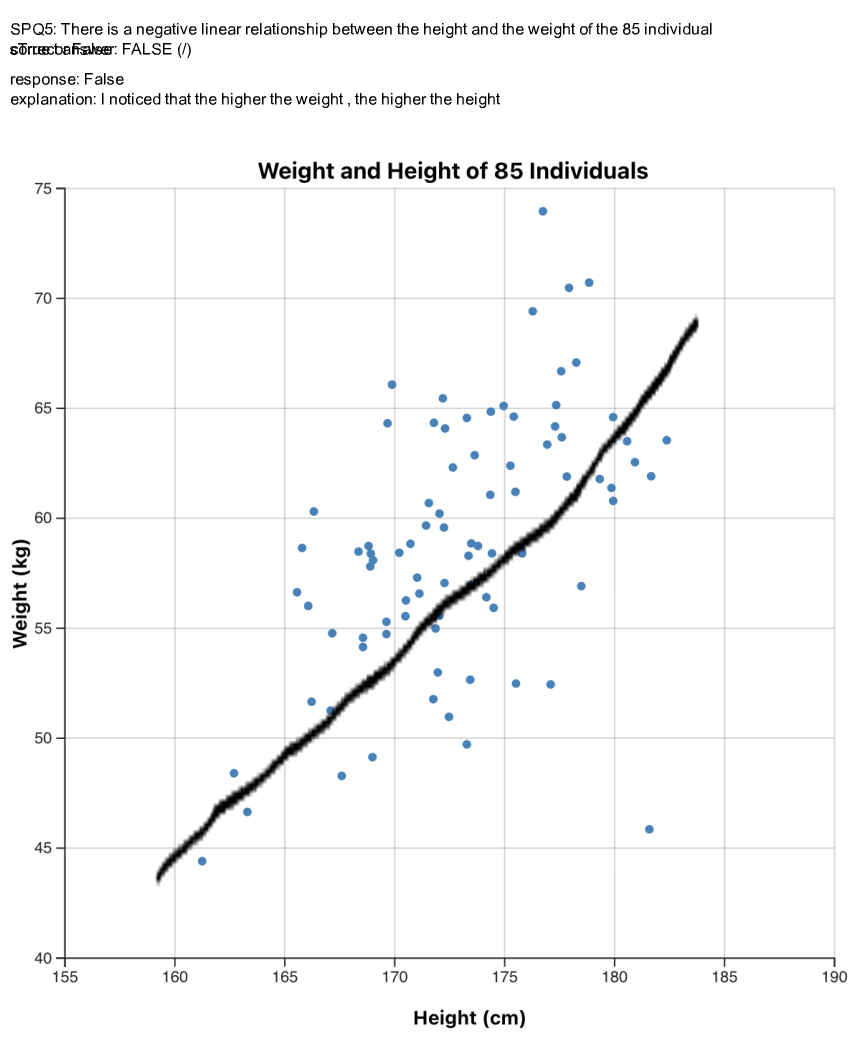 SPQ5: There is a negative linear relationship between the height and the weight of the 85 individual
FALSE (/)
response: False
explanation: I noticed that the higher the weight , the higher the height
Weight and Height of 85 Individuals
75
70
65
60
55
50
45
40
Weight (kg)
155 160 165 170 175 180 185 190
Height (cm)